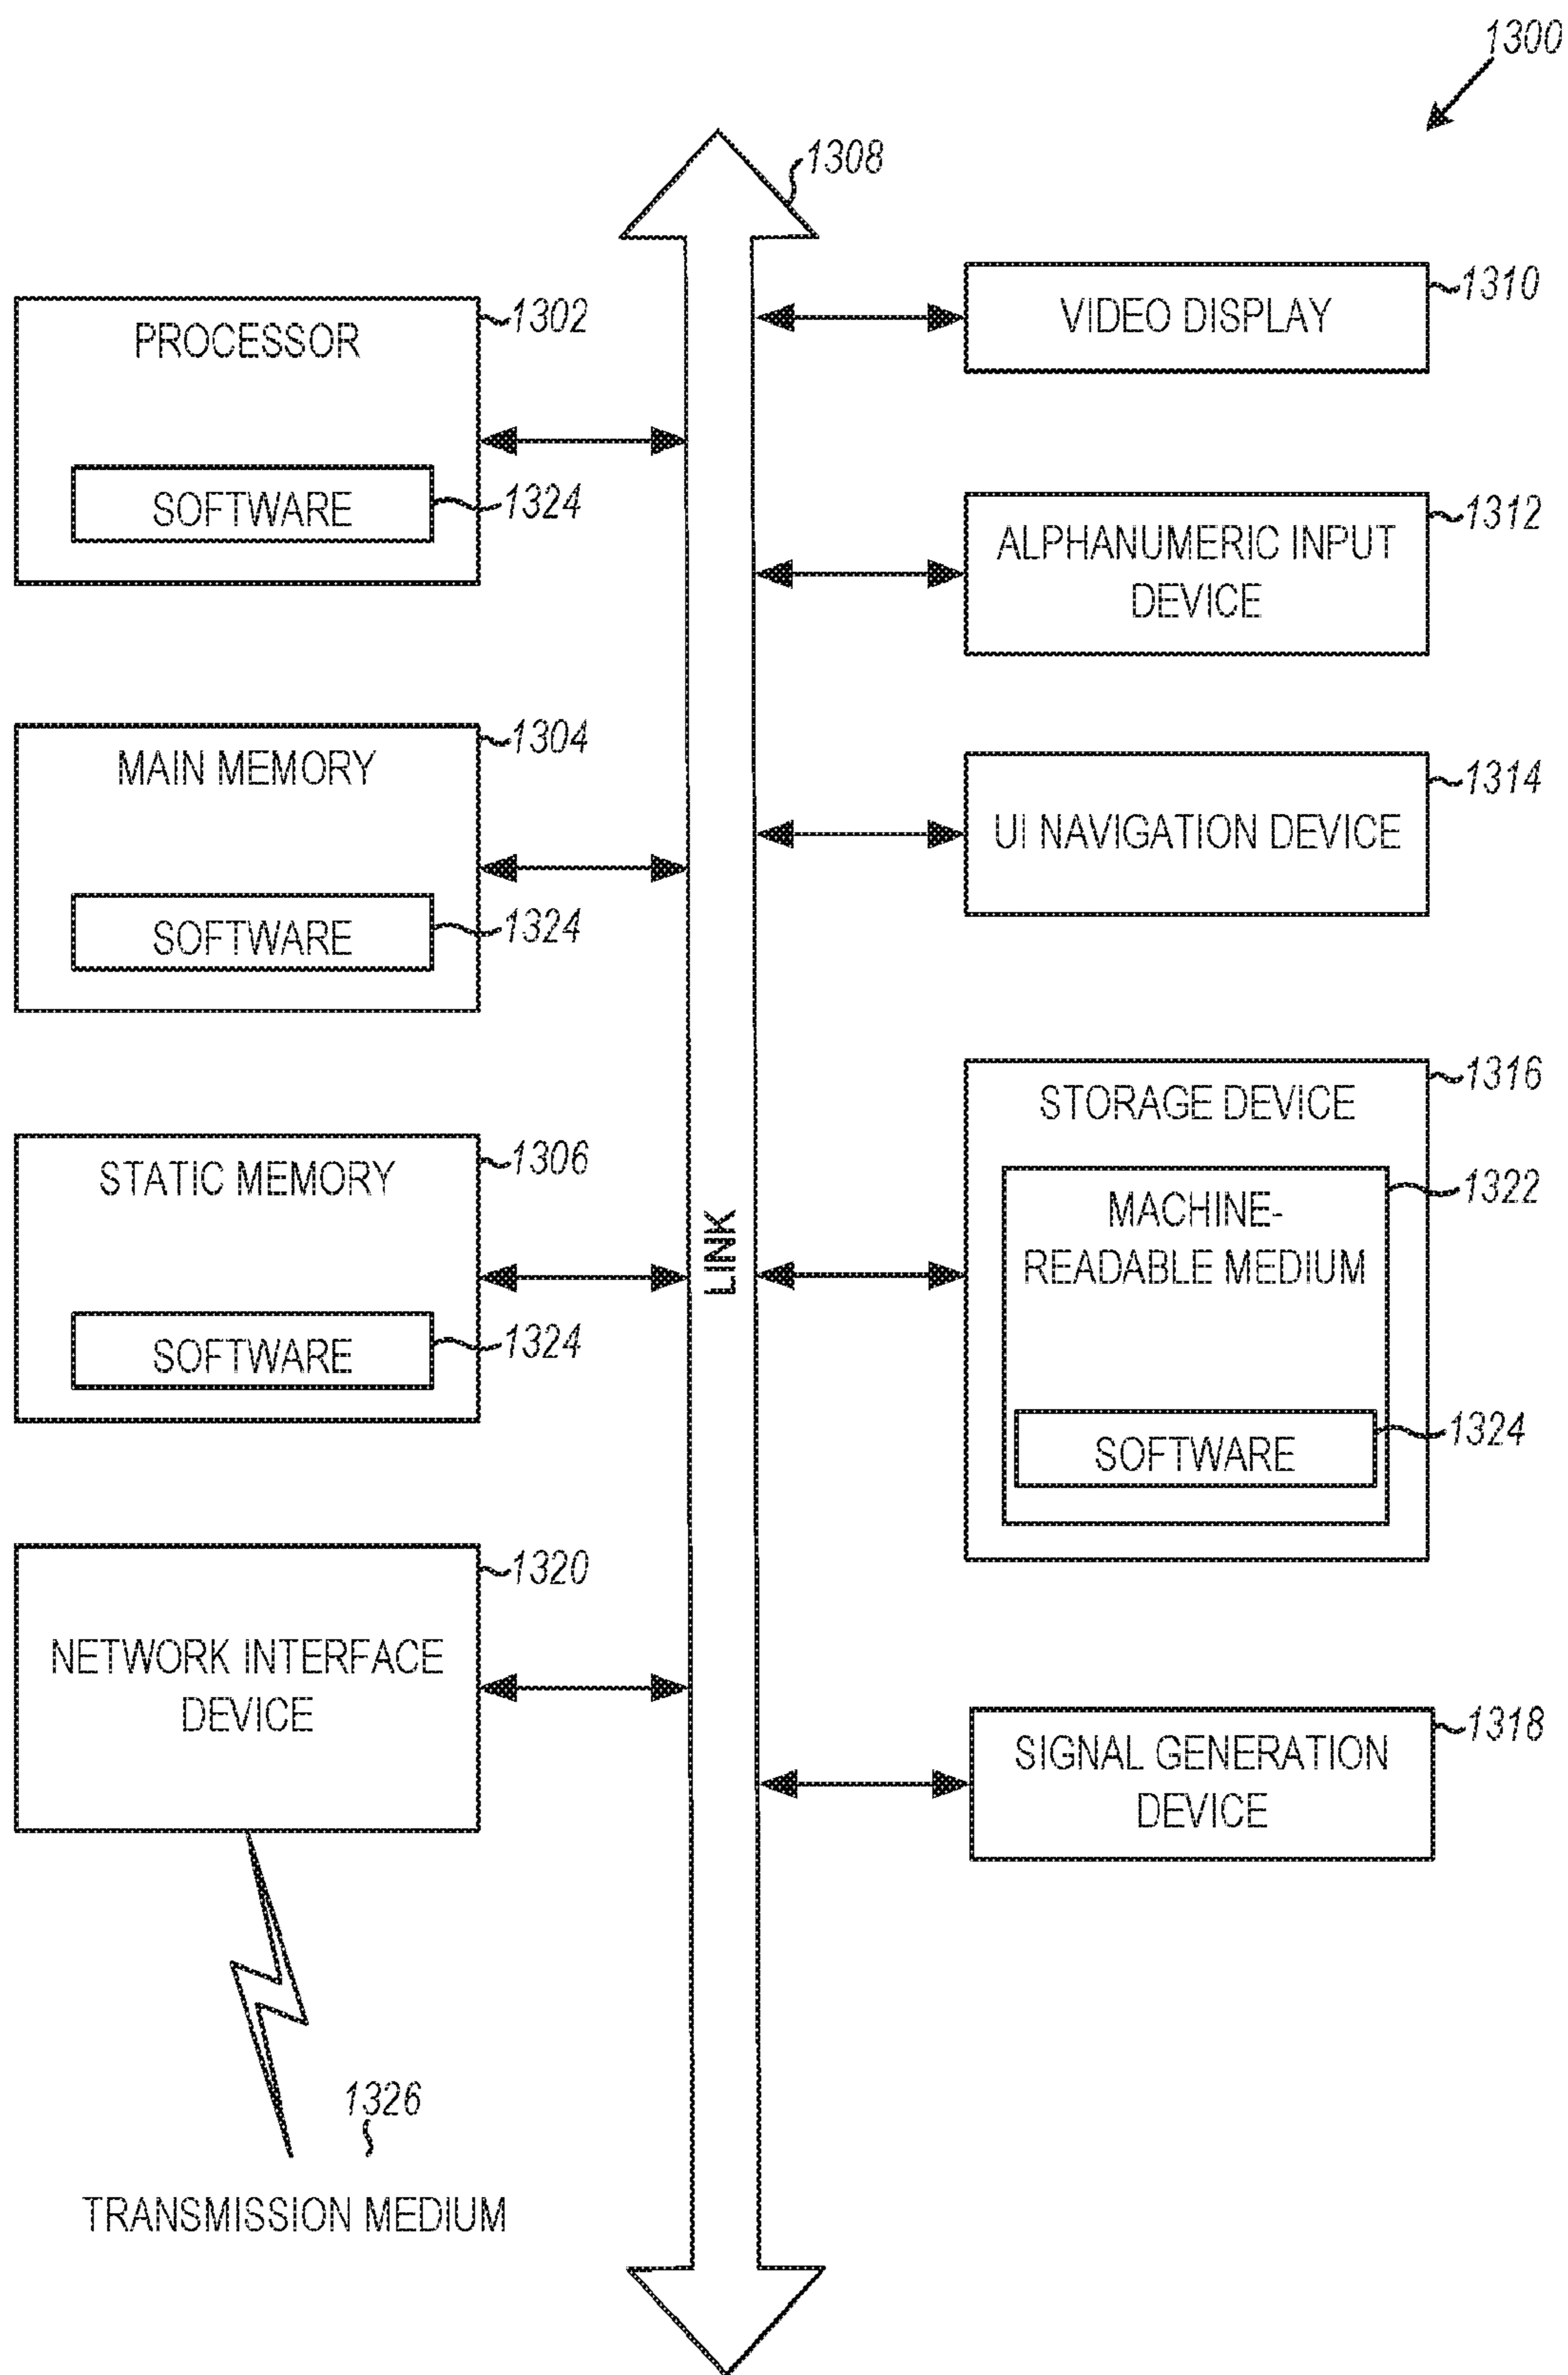 1300
1308
PROCESSOR
1302
SOFTWARE
1324
MAIN MEMORY
1304
SOFTWARE
1324
STATIC MEMORY
1306
SOFTWARE
1324
NETWORK INTERFACE
DEVICE
1320
1326
TRANSMISSION MEDIUM
LINK
VIDEO DISPLAY
1310
ALPHANUMERIC INPUT
DEVICE
1312
UI NAVIGATION DEVICE
1314
STORAGE DEVICE
1316
MACHINE-
READABLE MEDIUM
1322
SOFTWARE
1324
SIGNAL GENERATION
DEVICE
1318